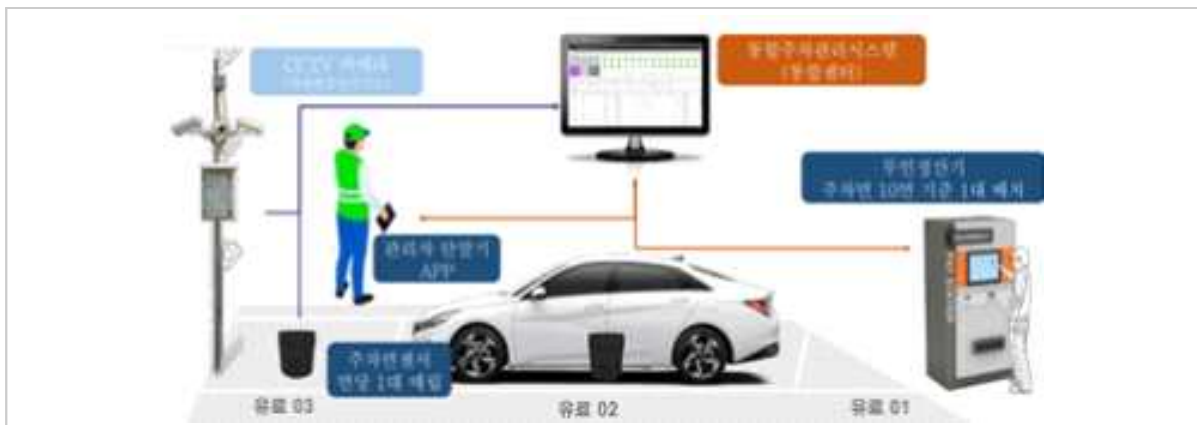 CCTV 카메라
통합주차관리시스템
(통합센터)
무인정산기
주차면 10면 기준 1대 배치
관리자 단말기
APP
주차면센서
면당 1대 매립
유료 03
유료 02
유료 01